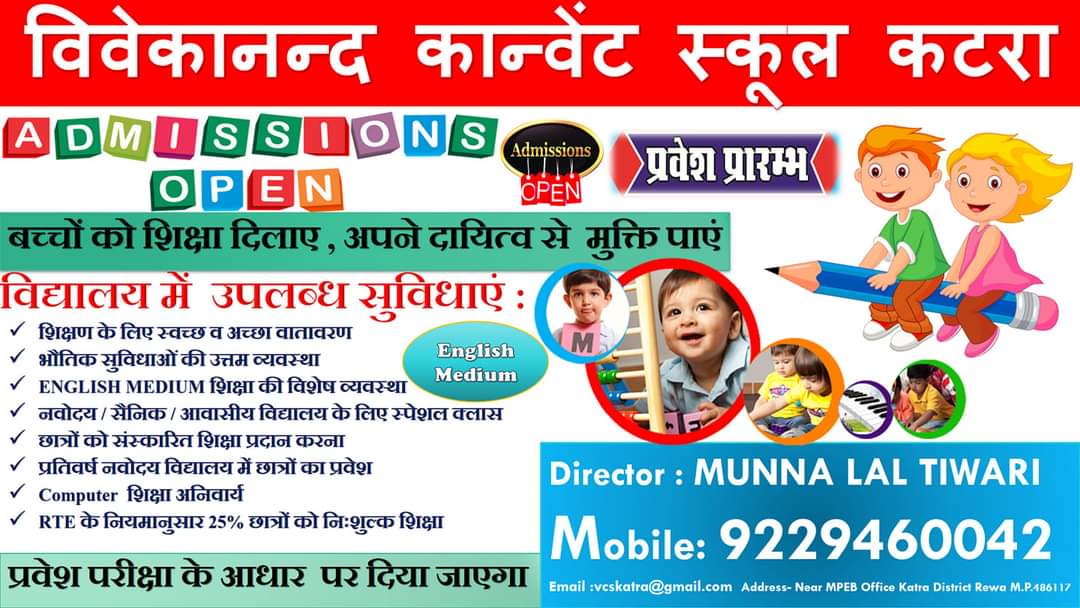 विवेकानन्द कान्वेंट स्कूल कटरा
ADMISSIONS
OPEN
Admissions
OPEN
प्रवेश प्रारम्भ
बच्चों को शिक्षा दिलाए , अपने दायित्व से मुक्ति पाएं
विद्यालय में उपलब्ध सुविधाएं :
✓ शिक्षण के लिए स्वच्छ व अच्छा वातावरण
✓ भौतिक सुविधाओं की उत्तम व्यवस्था
✓ ENGLISH MEDIUM शिक्षा की विशेष व्यवस्था
✓ नवोदय / सैनिक / आवासीय विद्यालय के लिए स्पेशल क्लास
✓ छात्रों को संस्कारित शिक्षा प्रदान करना
✓ प्रतिवर्ष नवोदय विद्यालय में छात्रों का प्रवेश
✓ Computer शिक्षा अनिवार्य
✓ RTE के नियमानुसार 25% छात्रों को निःशुल्क शिक्षा
English
Medium
M
प्रवेश परीक्षा के आधार पर दिया जाएगा
Director : MUNNA LAL TIWARI
Mobile: 9229460042
Email :vcskatra@gmail.com Address- Near MPEB Office Katra District Rewa M.P.486117